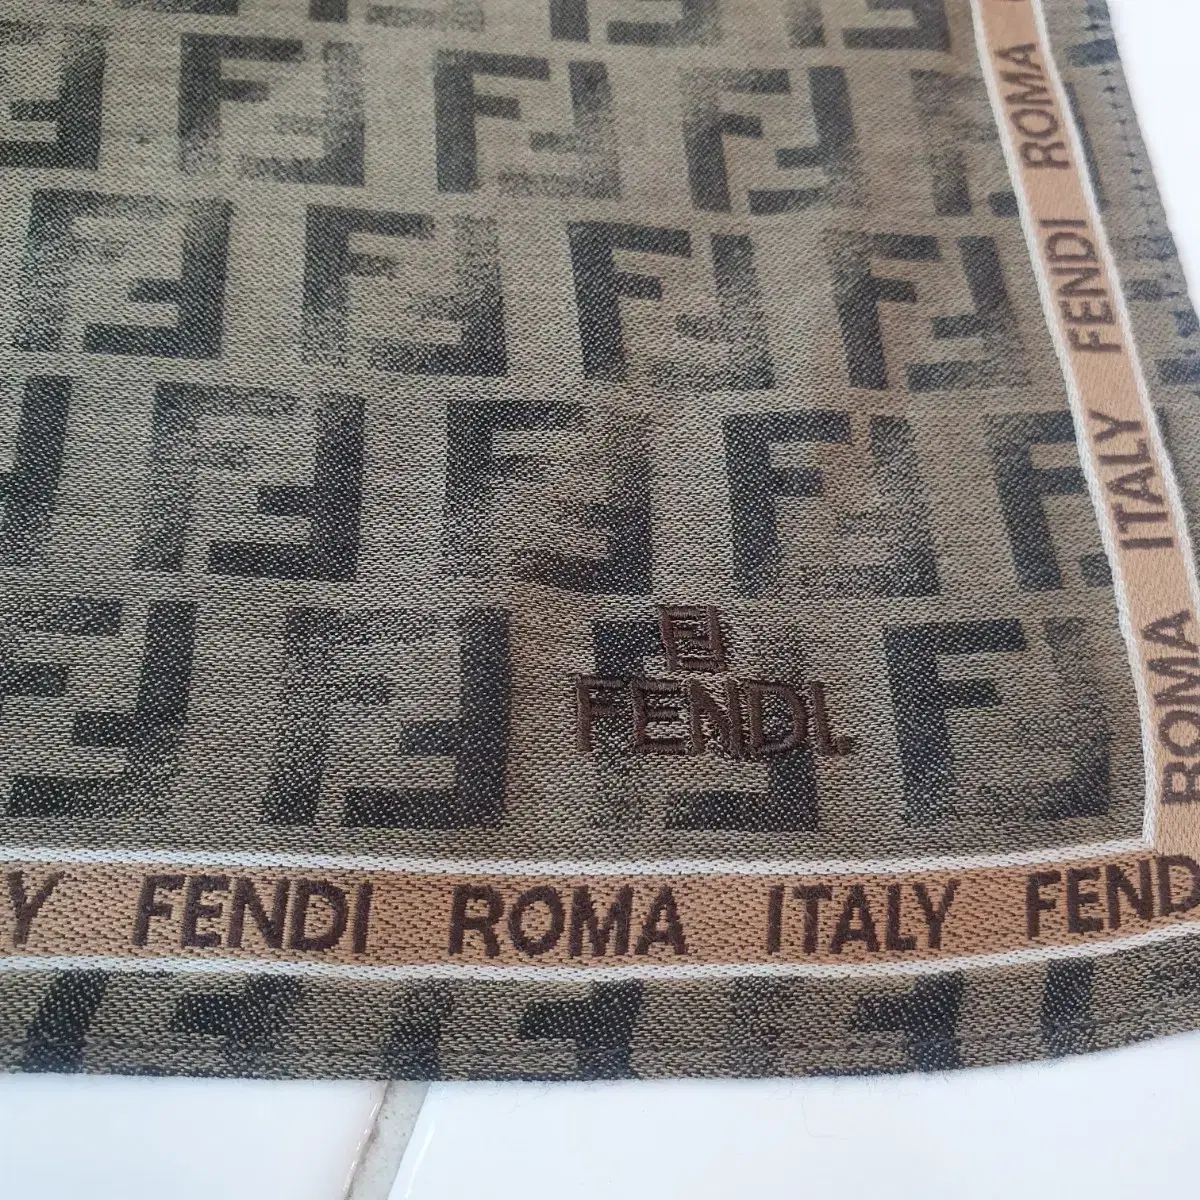 ROMA
FENDI
ITALY
ROMA
FENDI.
Y FENDI ROMA ITALY FEND